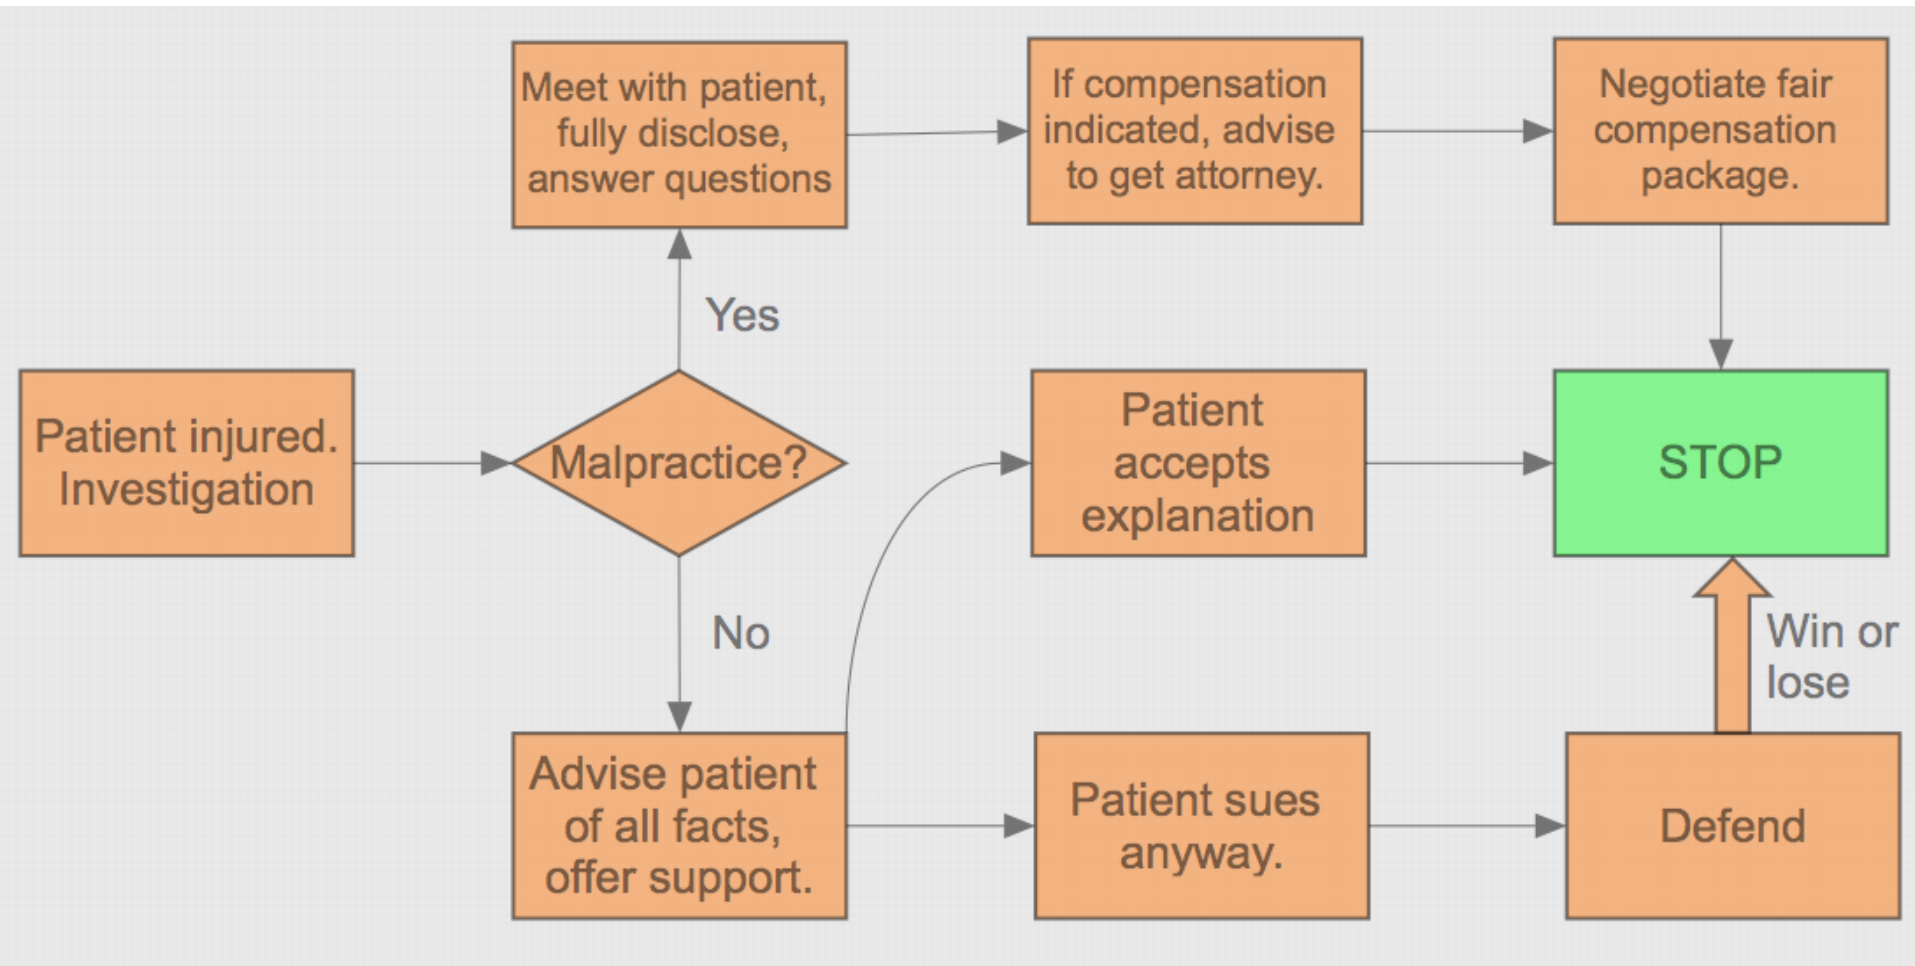 Meet with patient,
fully disclose,
answer questions
If compensation
indicated, advise
to get attorney.
Negotiate fair
compensation
package.
Yes
Patient injured.
Investigation
Malpractice?
Patient
accepts
explanation
STOP
No
Win or
lose
Advise patient
of all facts,
offer support.
Patient sues
anyway.
Defend